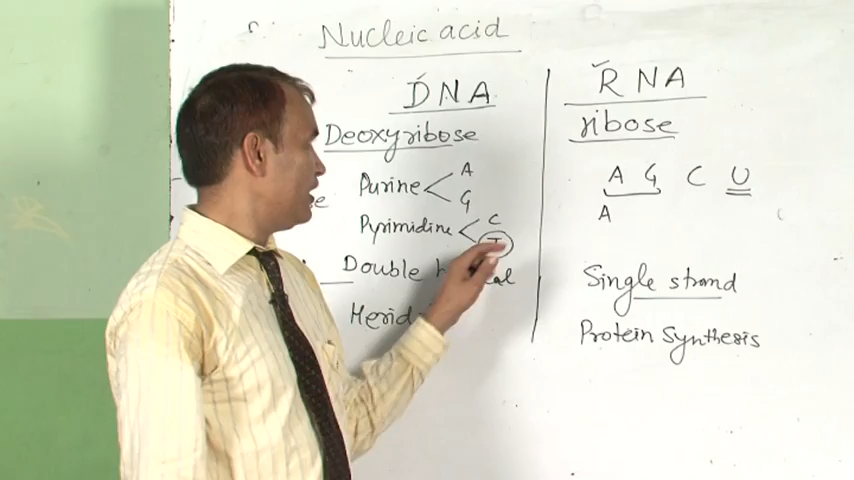 Nucleic acid
DNA
Deoxyribose
Purine < A
G
Pyrimidine < C
T
Double
RNA
ribose
A G C U
A
Single strand
Protein Synthesis